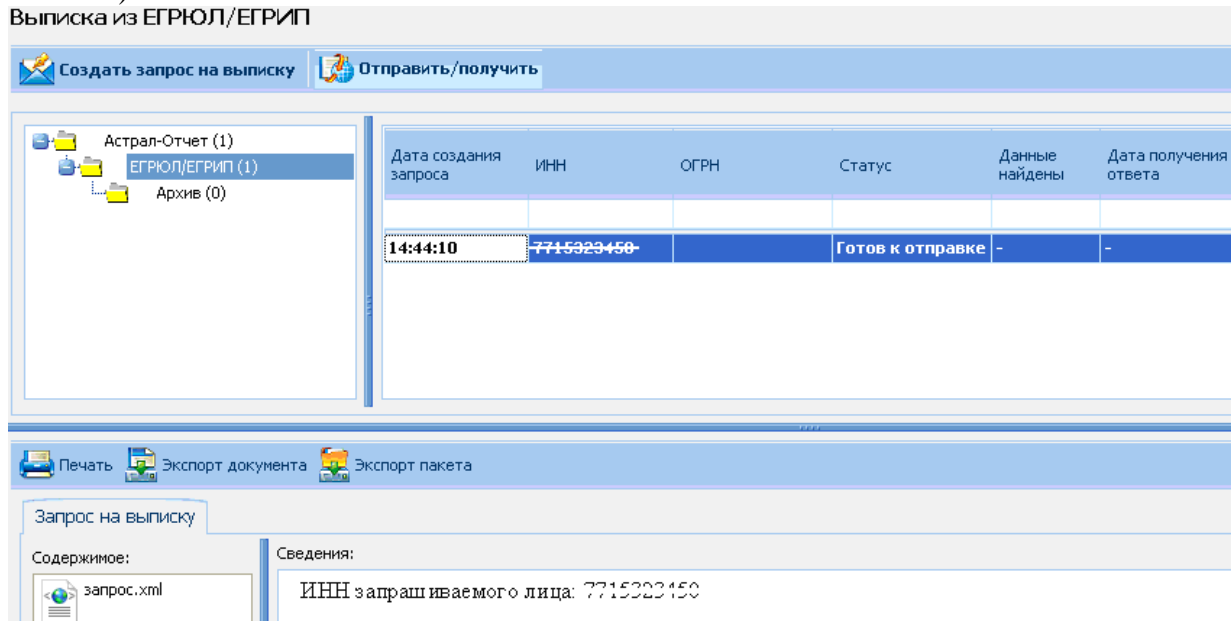 Выписка из ЕГРЮЛ/ЕГРИП
Создать запрос на выписку Отправить/получить
Астрал-Отчет (1)
ЕГРЮЛ/ЕГРИП (1)
Архив (0)
Дата создания запроса ИНН ОГРН Статус Данные найдены Дата получения ответа
14:44:10 7715323450 Готов к отправке - -
Печать Экспорт документа Экспорт пакета
Запрос на выписку
Содержимое: Сведения:
запрос.xml ИНН запрашиваемого лица: